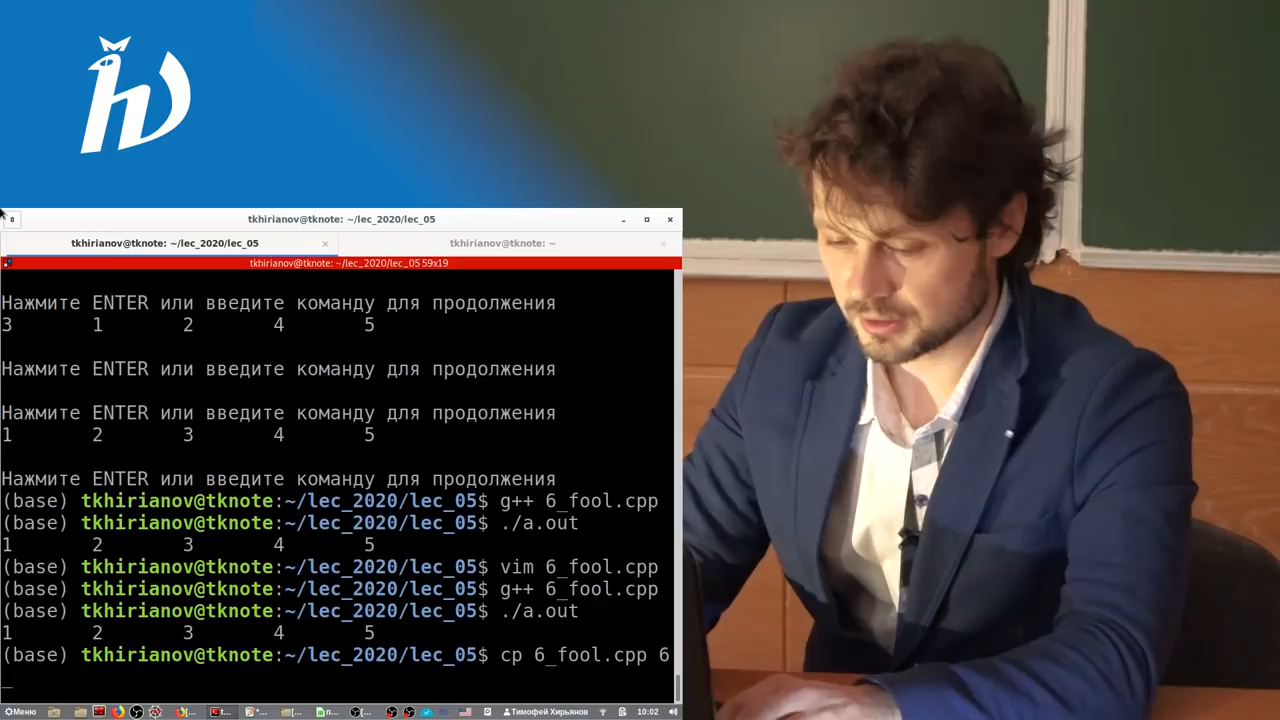 tkhirianov@tknote: ~/lec_2020/lec_05
tkhirianov@tknote: ~/lec_2020/lec_05
tkhirianov@tknote: ~
tkhirianov@tknote: ~/lec_2020/lec_05 59x19
Нажмите ENTER или введите команду для продолжения
3 1 2 4 5
Нажмите ENTER или введите команду для продолжения
Нажмите ENTER или введите команду для продолжения
1 2 3 4 5
Нажмите ENTER или введите команду для продолжения
(base) tkhirianov@tknote:~/lec_2020/lec_05$ g++ 6_fool.cpp
(base) tkhirianov@tknote:~/lec_2020/lec_05$ ./a.out
1 2 3 4 5
(base) tkhirianov@tknote:~/lec_2020/lec_05$ vim 6_fool.cpp
(base) tkhirianov@tknote:~/lec_2020/lec_05$ g++ 6_fool.cpp
(base) tkhirianov@tknote:~/lec_2020/lec_05$ ./a.out
1 2 3 4 5
(base) tkhirianov@tknote:~/lec_2020/lec_05$ cp 6_fool.cpp 6
_
Меню Тимофей Хирьянов 10:02